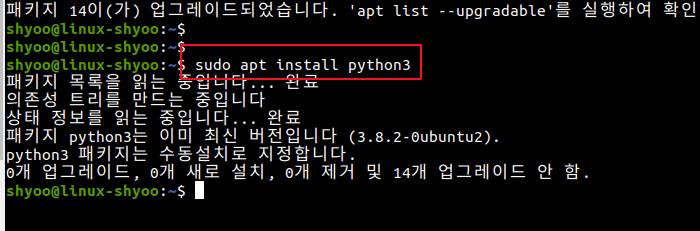 패키지 14이(가) 업그레이드되었습니다. 'apt list --upgradable'를 실행하여 확인
shyoo@linux-shyoo:~$
shyoo@linux-shyoo:~$
shyoo@linux-shyoo:~$ sudo apt install python3
패키지 목록을 읽는 중입니다... 완료
의존성 트리를 만드는 중입니다
상태 정보를 읽는 중입니다... 완료
패키지 python3는 이미 최신 버전입니다 (3.8.2-0ubuntu2).
python3 패키지는 수동설치로 지정합니다.
0개 업그레이드, 0개 새로 설치, 0개 제거 및 14개 업그레이드 안 함.
shyoo@linux-shyoo:~$